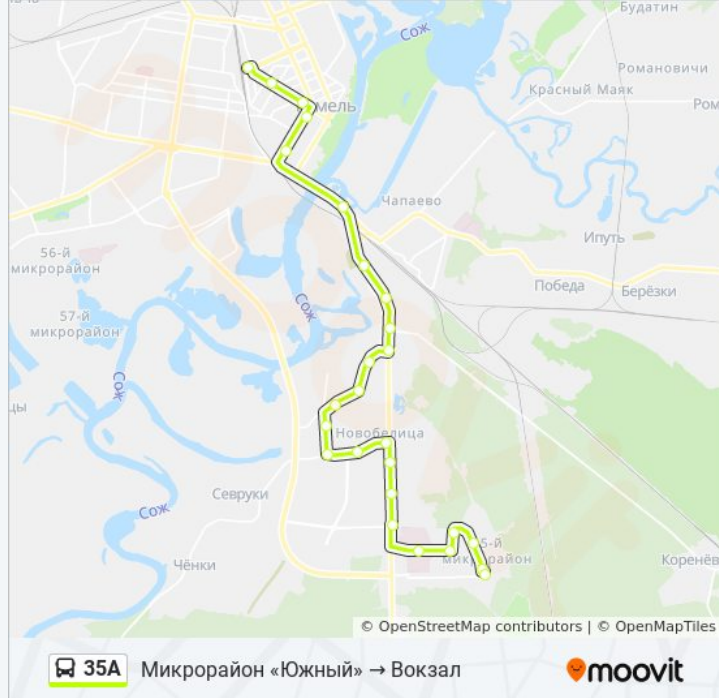 Будатин
Сож
Романовичи
Красный Маяк
Ром
мель
Чапаево
56-й
микрорайон
Ипуть
Победа
Берёзки
Сож
57-й
микрорайон
Сож
цы
Новобелица
Севруки
Сож
5-й
микрорайон
Чёнки
Коренёв
© OpenStreetMap contributors | © OpenMapTiles
35А Микрорайон «Южный» → Вокзал
moovit